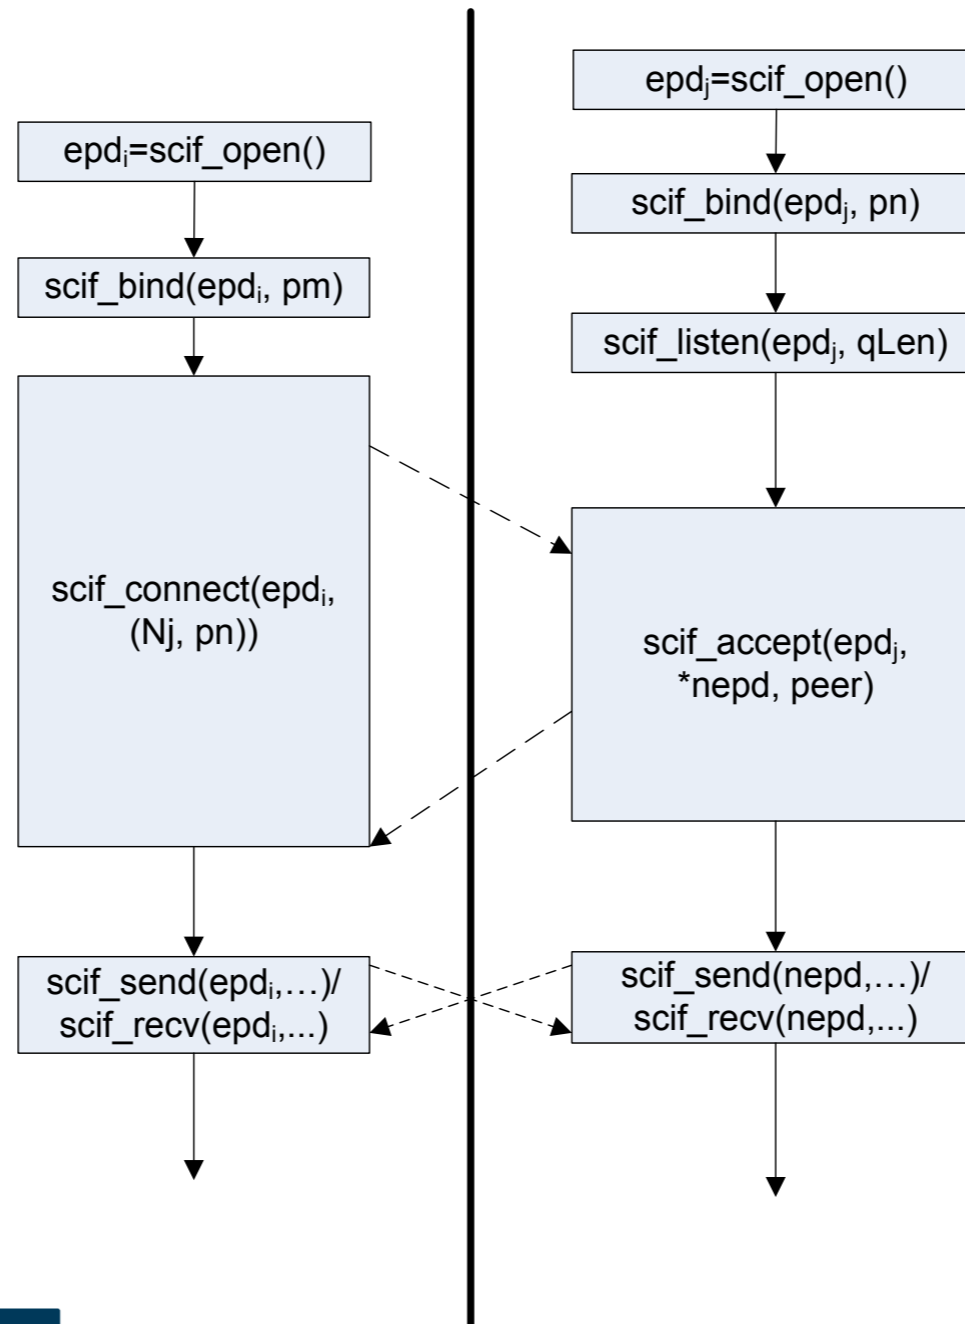 epdᵢ=scif_open()
scif_bind(epdᵢ, pm)
scif_connect(epdᵢ,
(Nj, pn))
scif_send(epdᵢ,…)/
scif_recv(epdᵢ,...)
epdⱼ=scif_open()
scif_bind(epdⱼ, pn)
scif_listen(epdⱼ, qLen)
scif_accept(epdⱼ,
*nepd, peer)
scif_send(nepd,…)/
scif_recv(nepd,...)